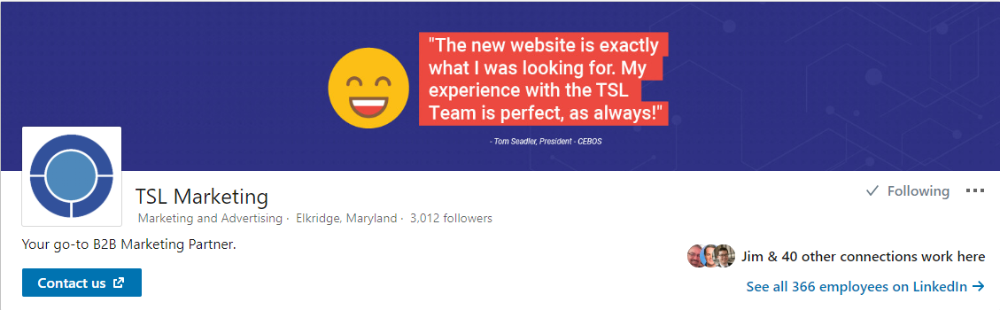 "The new website is exactly
what I was looking for. My
experience with the TSL
Team is perfect, as always!"
- Tom Seadler, President - CEBOS
TSL Marketing
Following
Marketing and Advertising · Elkridge, Maryland · 3,012 followers
Your go-to B2B Marketing Partner.
Jim & 40 other connections work here
Contact us
See all 366 employees on LinkedIn →